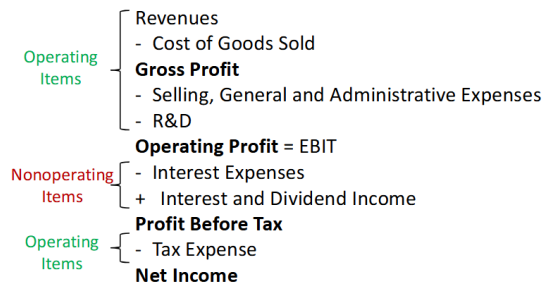 Revenues
- Cost of Goods Sold
Operating Items
Gross Profit
- Selling, General and Administrative Expenses
- R&D
Operating Profit = EBIT
Nonoperating Items
- Interest Expenses
+ Interest and Dividend Income
Profit Before Tax
Operating Items
- Tax Expense
Net Income